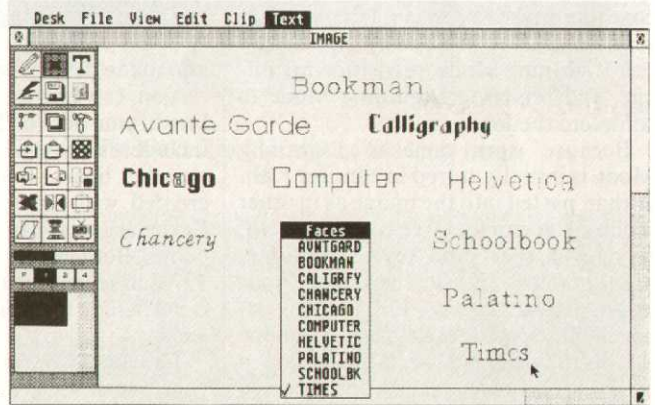 Desk File View Edit Clip Text
IMAGE
T
Bookman
Avante Garde Calligraphy
Chicago Computer Helvetica
Chancery Schoolbook
Palatino
Times
Faces
AVNTGARD
BOOKMAN
CALIGRFY
CHANCERY
CHICAGO
COMPUTER
HELVETIC
PALATINO
SCHOOLBK
✓ TIMES